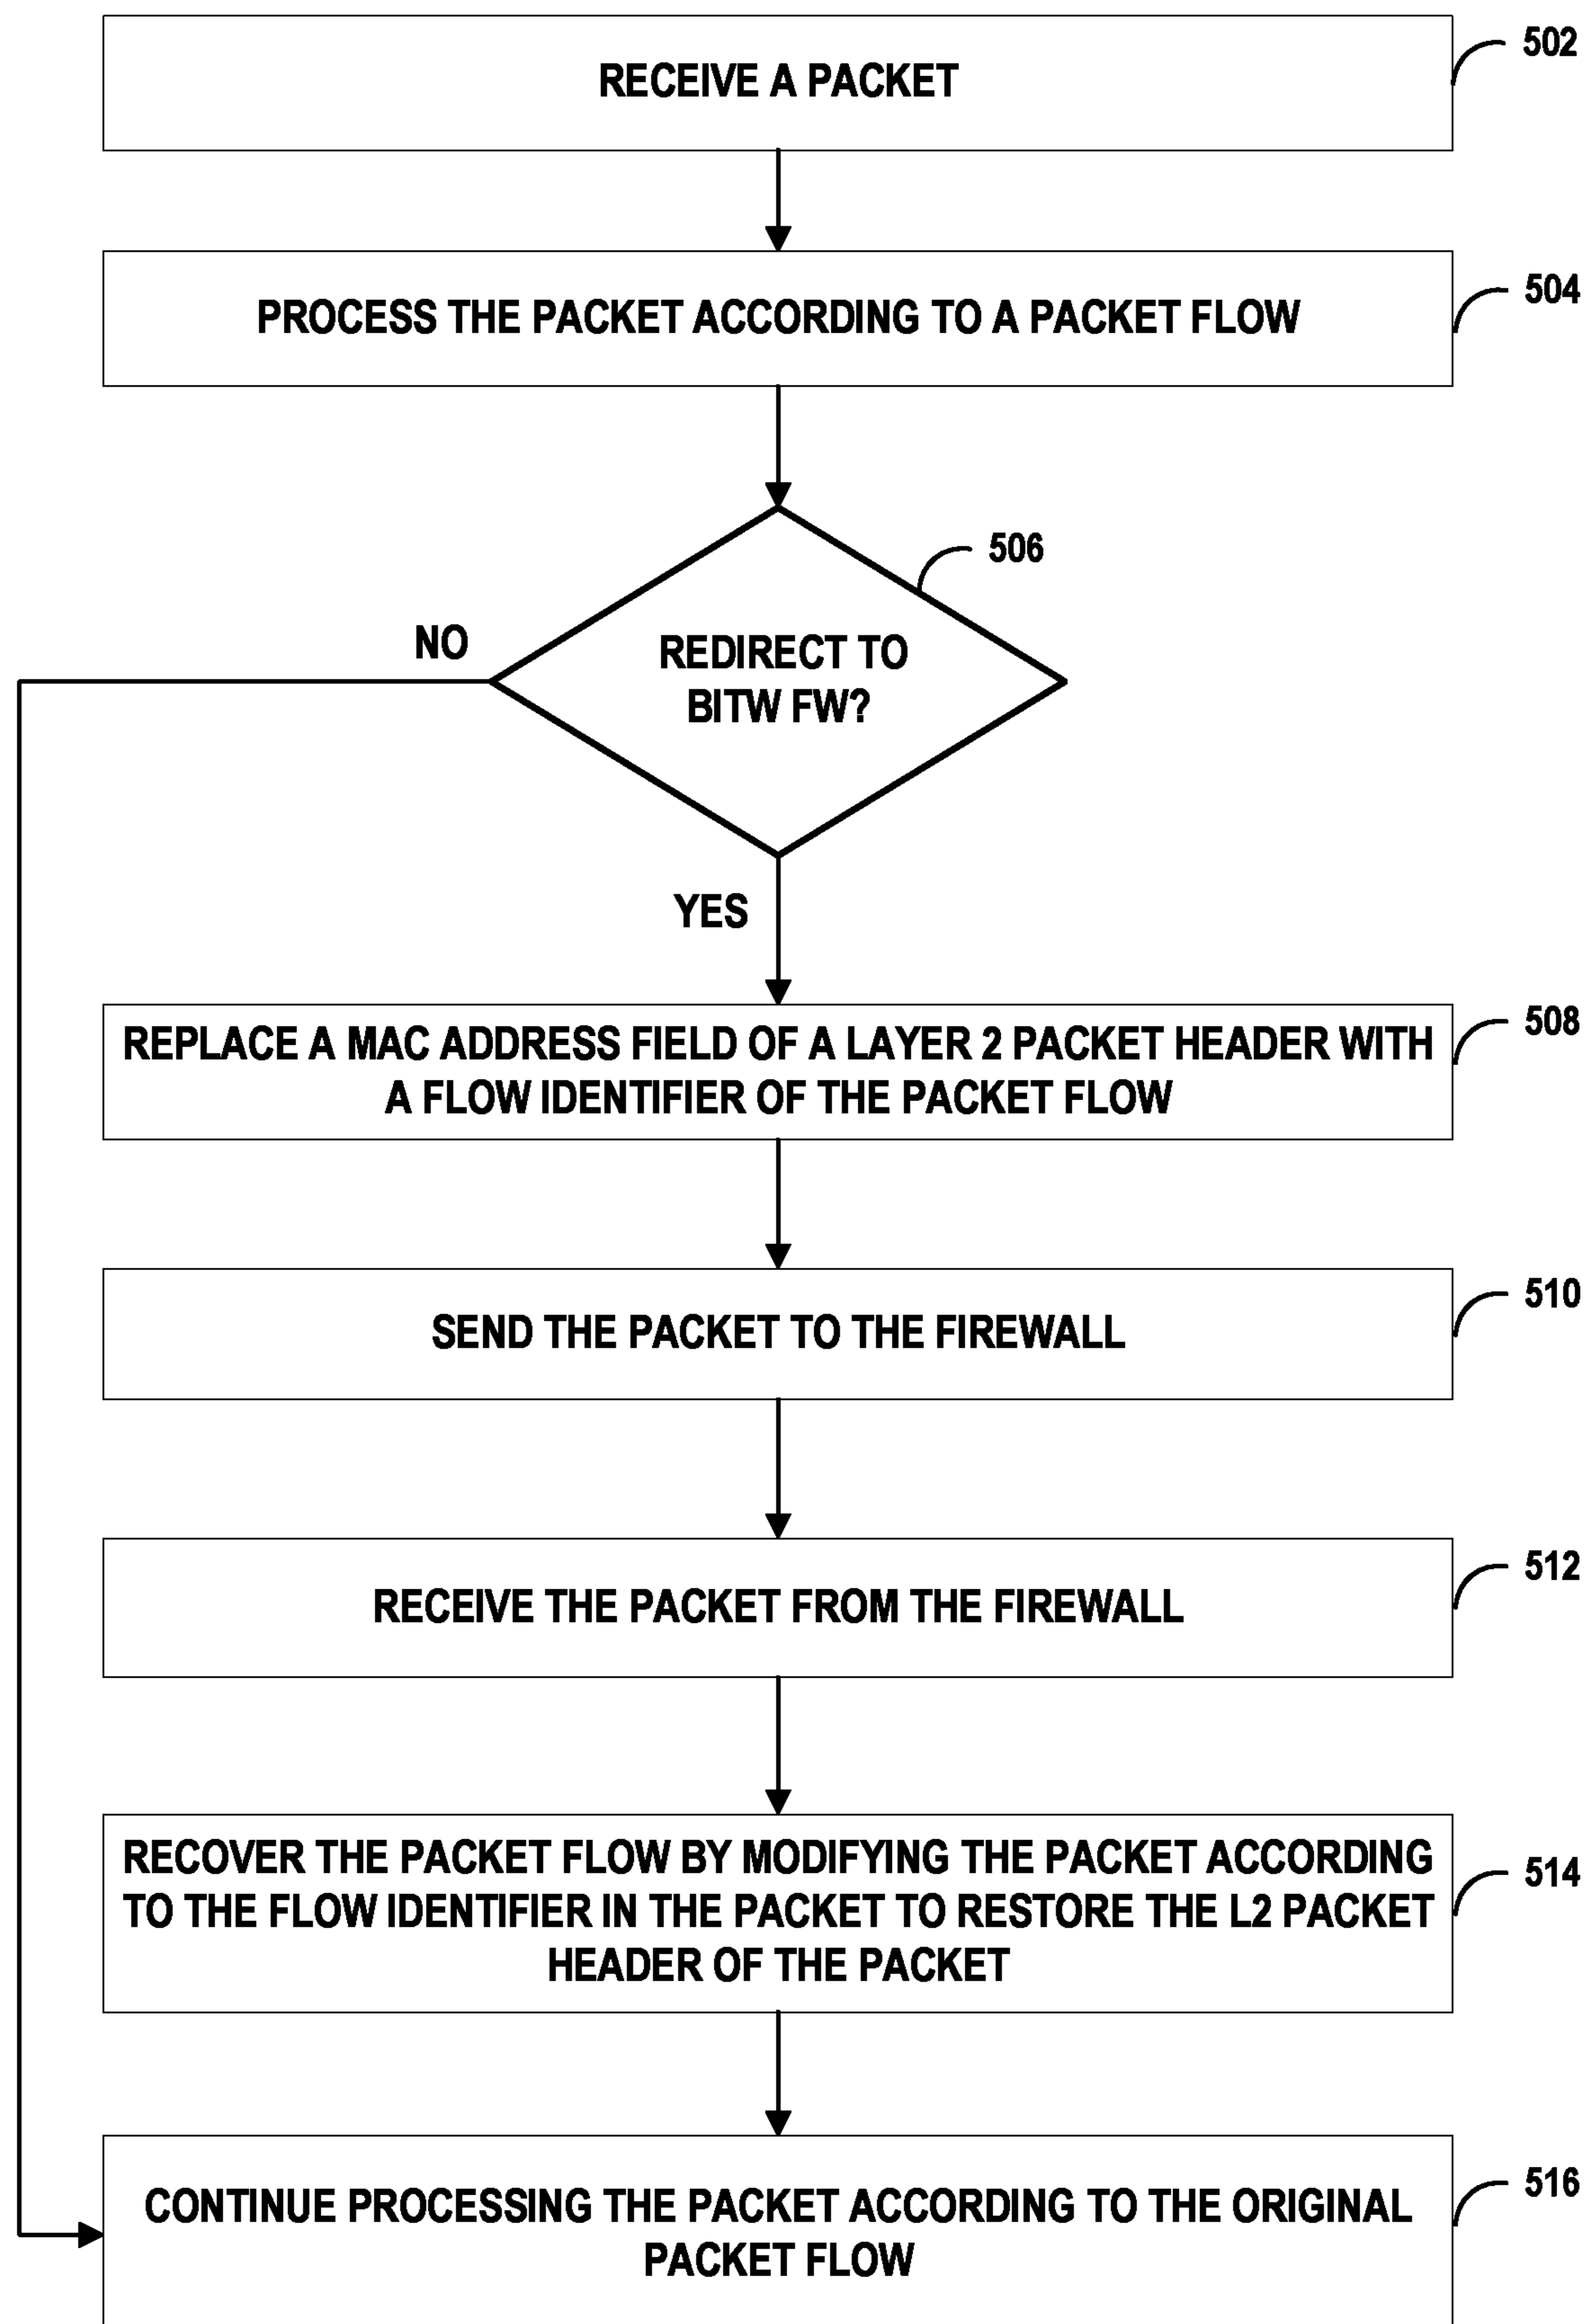 RECEIVE A PACKET
502
PROCESS THE PACKET ACCORDING TO A PACKET FLOW
504
506
NO
REDIRECT TO
BITW FW?
YES
REPLACE A MAC ADDRESS FIELD OF A LAYER 2 PACKET HEADER WITH
A FLOW IDENTIFIER OF THE PACKET FLOW
508
SEND THE PACKET TO THE FIREWALL
510
RECEIVE THE PACKET FROM THE FIREWALL
512
RECOVER THE PACKET FLOW BY MODIFYING THE PACKET ACCORDING
TO THE FLOW IDENTIFIER IN THE PACKET TO RESTORE THE L2 PACKET
HEADER OF THE PACKET
514
CONTINUE PROCESSING THE PACKET ACCORDING TO THE ORIGINAL
PACKET FLOW
516